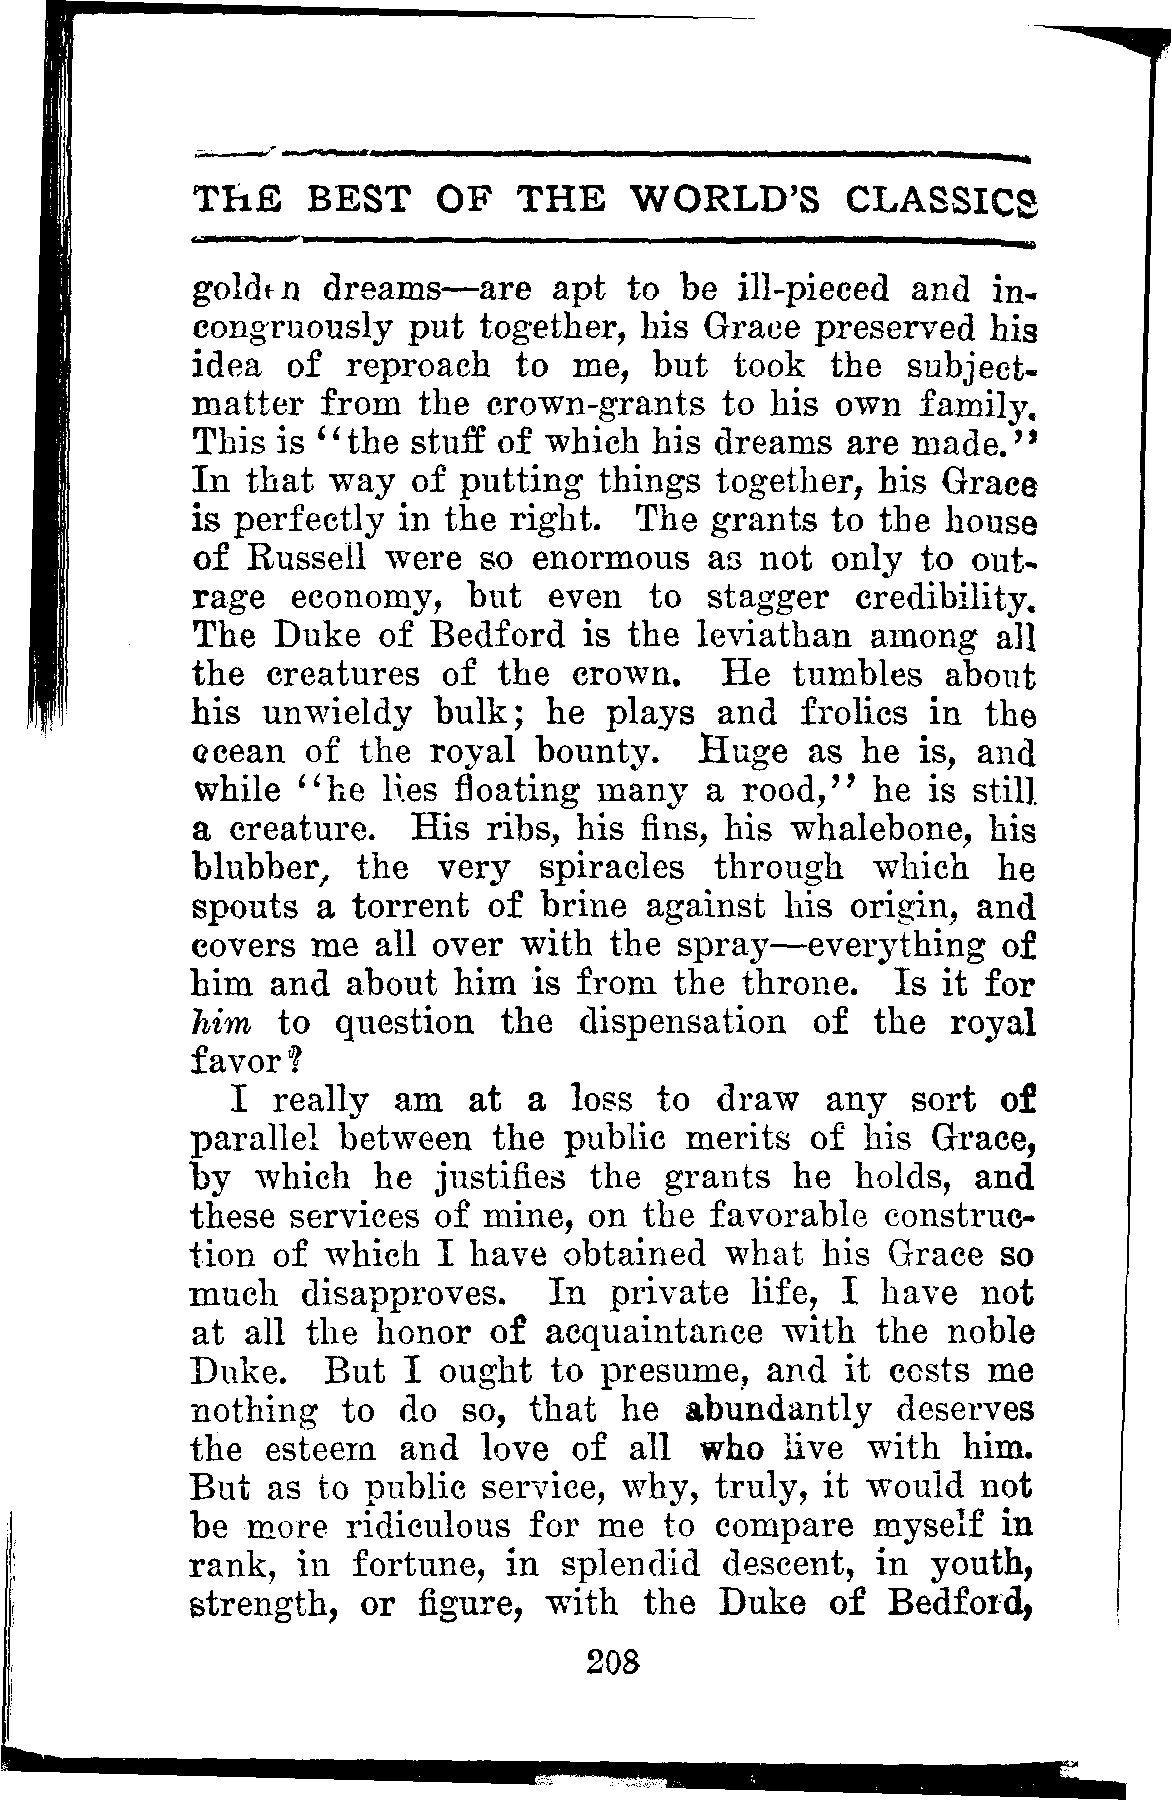 THE BEST OF THE WORLD'S CLASSICS
golden dreams—are apt to be ill-pieced and in-
congruously put together, his Grace preserved his
idea of reproach to me, but took the subject-
matter from the crown-grants to his own family.
This is "the stuff of which his dreams are made."
In that way of putting things together, his Grace
is perfectly in the right. The grants to the house
of Russell were so enormous as not only to out-
rage economy, but even to stagger credibility.
The Duke of Bedford is the leviathan among all
the creatures of the crown. He tumbles about
his unwieldy bulk; he plays and frolics in the
ocean of the royal bounty. Huge as he is, and
while "he lies floating many a rood," he is still
a creature. His ribs, his fins, his whalebone, his
blubber, the very spiracles through which he
spouts a torrent of brine against his origin, and
covers me all over with the spray—everything of
him and about him is from the throne. Is it for
him to question the dispensation of the royal
favor?
I really am at a loss to draw any sort of
parallel between the public merits of his Grace,
by which he justifies the grants he holds, and
these services of mine, on the favorable construc-
tion of which I have obtained what his Grace so
much disapproves. In private life, I have not
at all the honor of acquaintance with the noble
Duke. But I ought to presume, and it costs me
nothing to do so, that he abundantly deserves
the esteem and love of all who live with him.
But as to public service, why, truly, it would not
be more ridiculous for me to compare myself in
rank, in fortune, in splendid descent, in youth,
strength, or figure, with the Duke of Bedford,
208